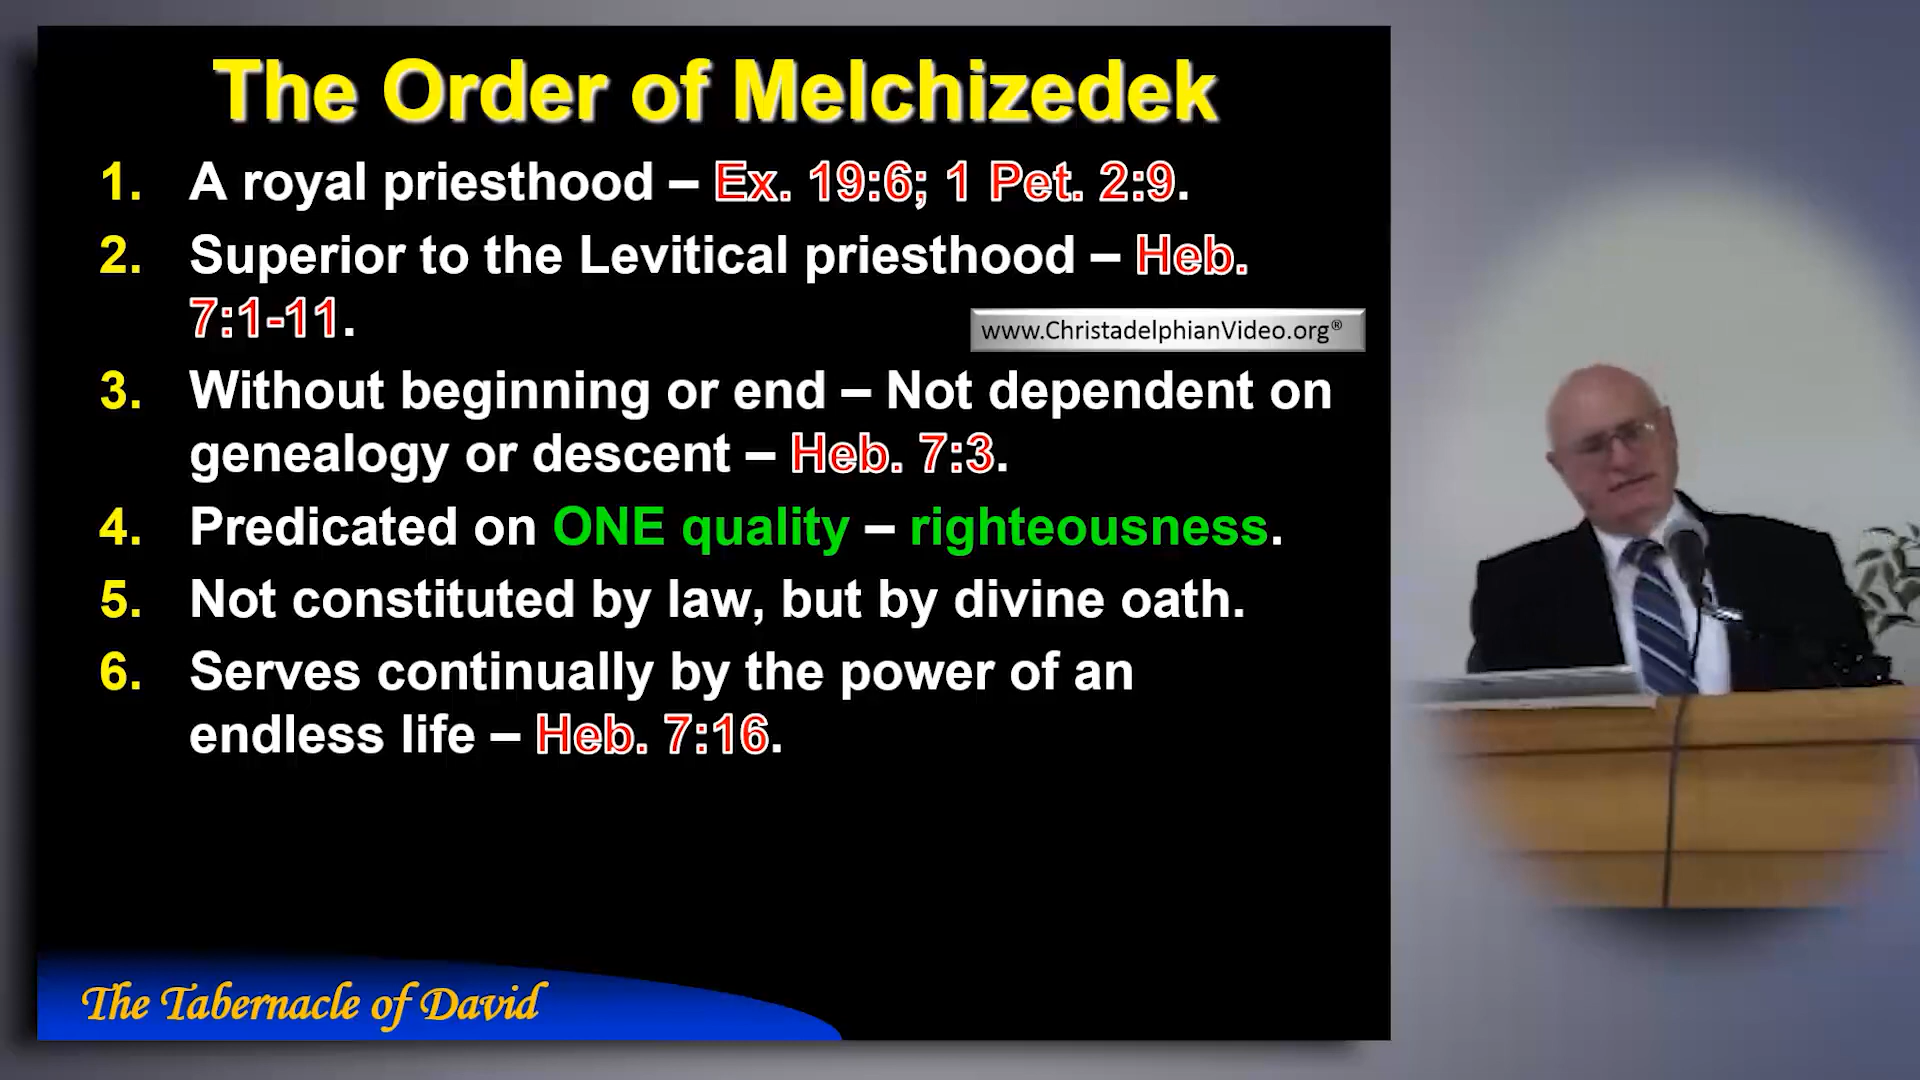 The Order of Melchizedek
1. A royal priesthood – Ex. 19:6; 1 Pet. 2:9.
2. Superior to the Levitical priesthood – Heb.
7:1-11.
www.ChristadelphianVideo.org®
3. Without beginning or end – Not dependent on
genealogy or descent – Heb. 7:3.
4. Predicated on ONE quality – righteousness.
5. Not constituted by law, but by divine oath.
6. Serves continually by the power of an
endless life – Heb. 7:16.
The Tabernacle of David